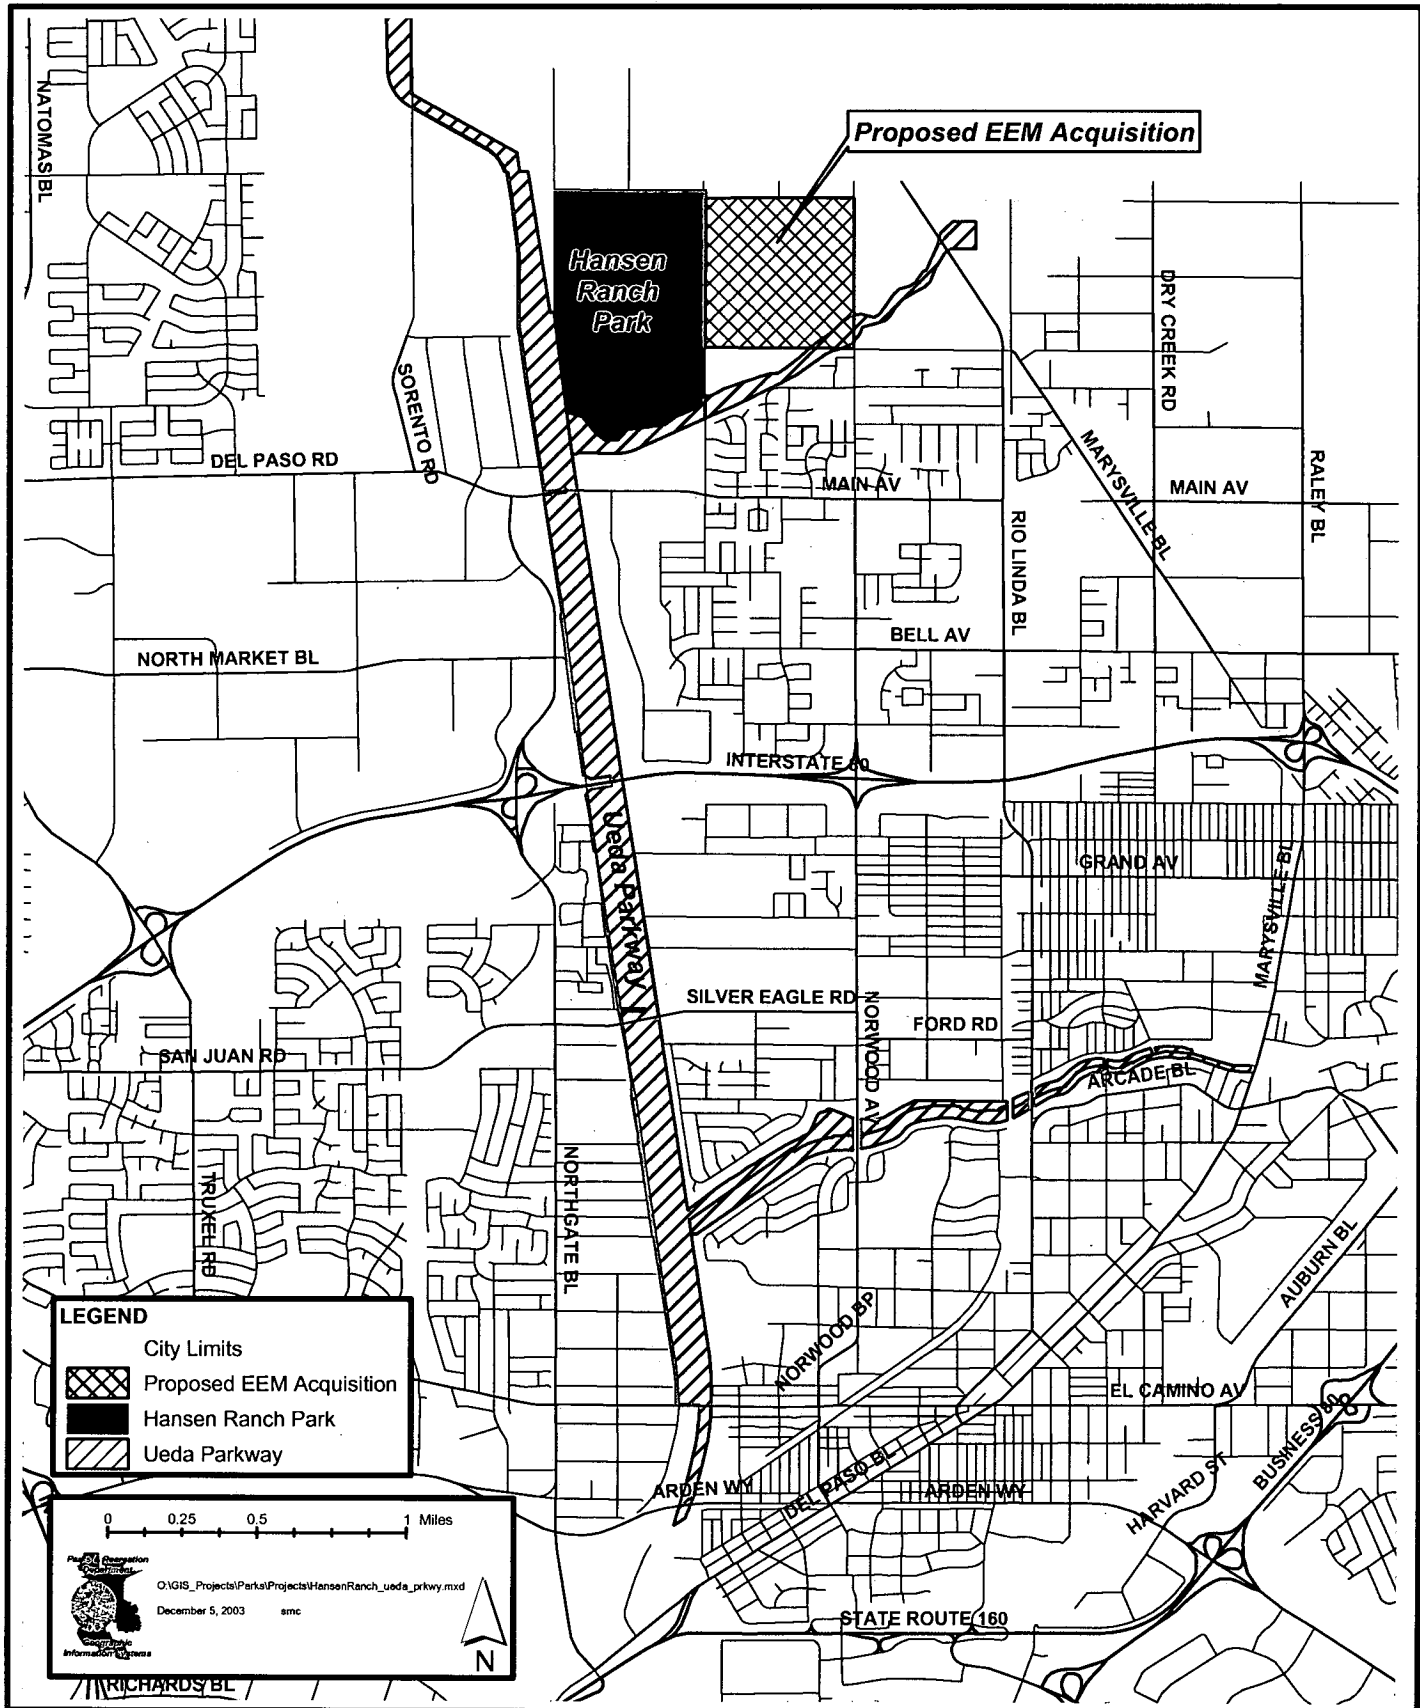 Proposed EEM Acquisition
NATOMAS BL
Hansen
Ranch
Park
DRY CREEK RD
SORENTO RD
MARYSVILLE BL
DEL PASO RD
MAIN AV
MAIN AV
RALEY BL
RIO LINDA BL
BELL AV
NORTH MARKET BL
INTERSTATE 80
Ueda Parkway
GRAND AV
MARYSVILLE BL
SILVER EAGLE RD
NORWOOD AV
FORD RD
SAN JUAN RD
ARCADE BL
TRUXEL RD
NORTHGATE BL
AUBURN BL
NORWOOD BP
EL CAMINO AV
BUSINESS 80
HARVARD ST
DEL PASO BL
ARDEN WY
ARDEN WY
STATE ROUTE 160
RICHARDS BL
LEGEND
City Limits
Proposed EEM Acquisition
Hansen Ranch Park
Ueda Parkway
0 0.25 0.5 1 Miles
Recreation
Department
O:\GIS_Projects\Parks\Projects\HansenRanch_ueda_prkwy.mxd
December 5, 2003 smc
Geographic
Information Systems
N